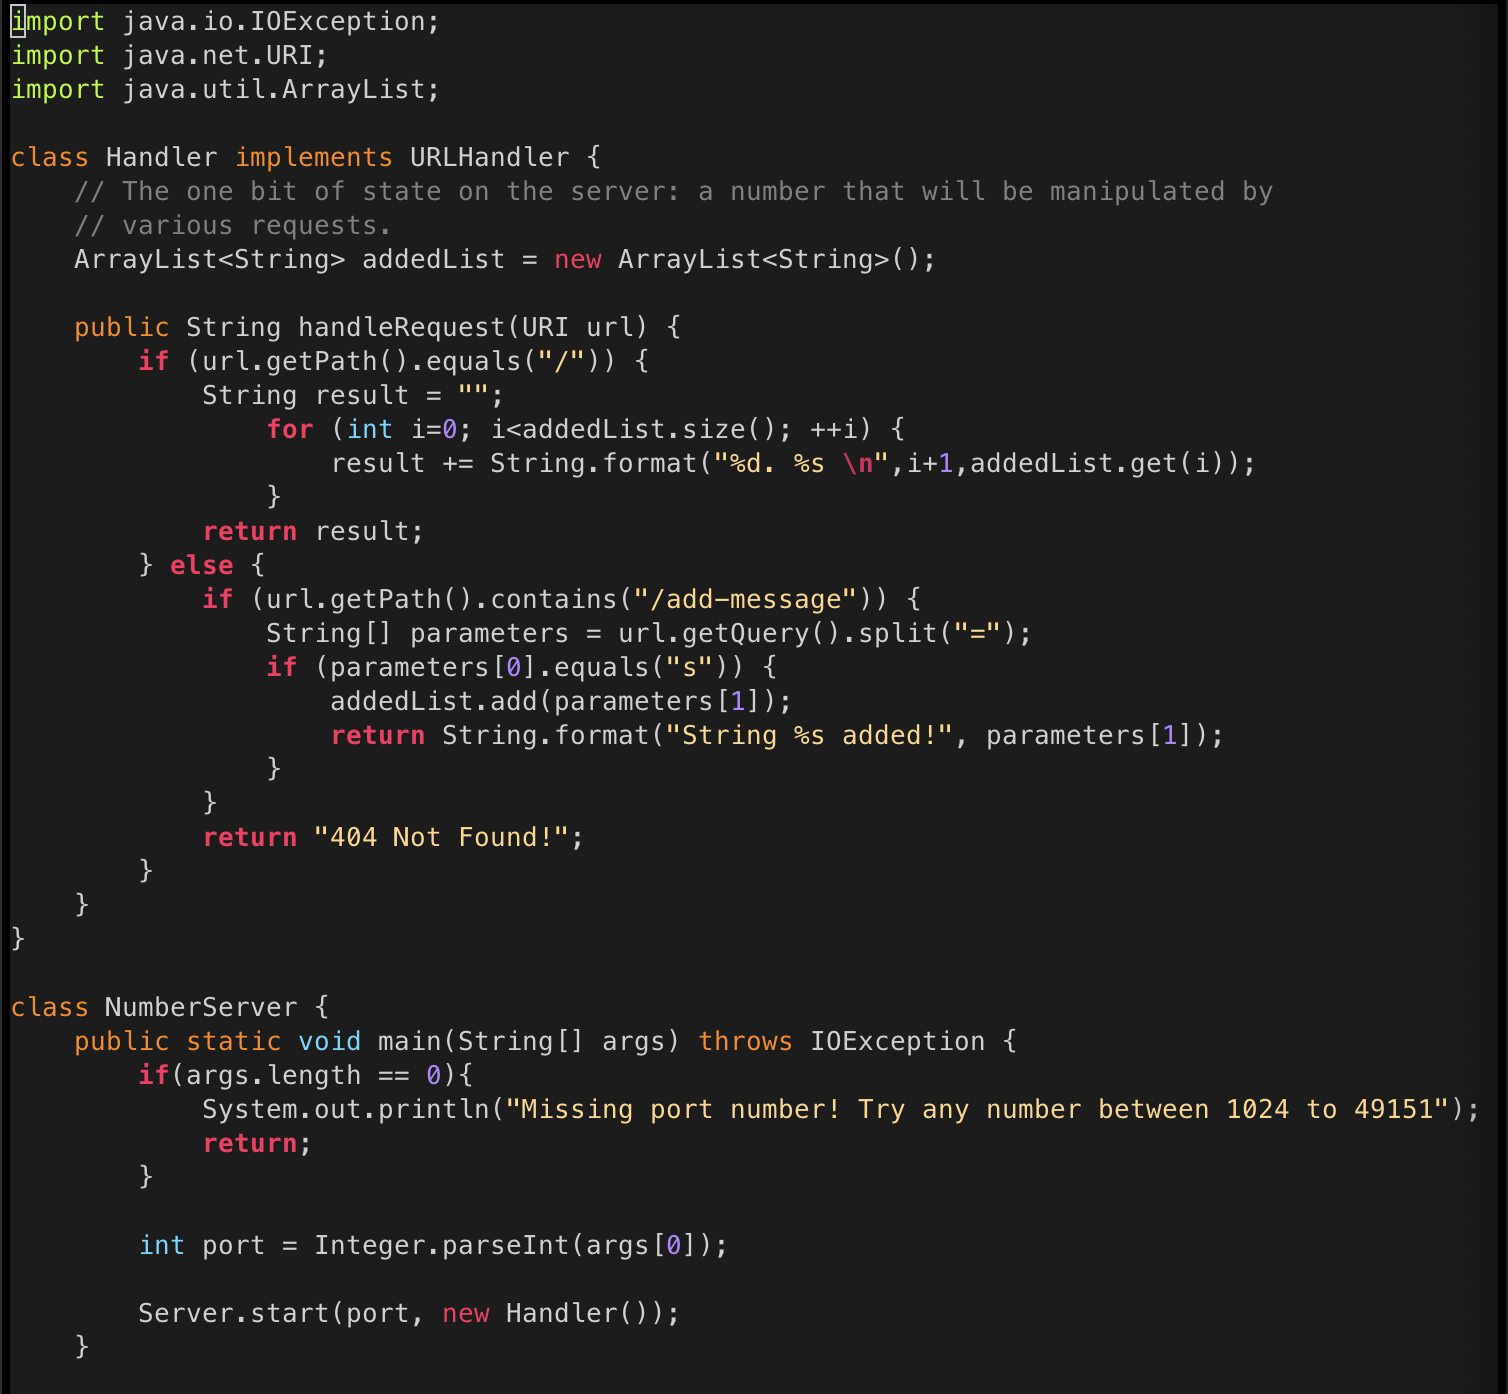 import java.io.IOException;
import java.net.URI;
import java.util.ArrayList;

class Handler implements URLHandler {
    // The one bit of state on the server: a number that will be manipulated by
    // various requests.
    ArrayList<String> addedList = new ArrayList<String>();

    public String handleRequest(URI url) {
        if (url.getPath().equals("/")) {
            String result = "";
                for (int i=0; i<addedList.size(); ++i) {
                    result += String.format("%d. %s \n",i+1,addedList.get(i));
                }
            return result;
        } else {
            if (url.getPath().contains("/add-message")) {
                String[] parameters = url.getQuery().split("=");
                if (parameters[0].equals("s")) {
                    addedList.add(parameters[1]);
                    return String.format("String %s added!", parameters[1]);
                }
            }
            return "404 Not Found!";
        }
    }
}

class NumberServer {
    public static void main(String[] args) throws IOException {
        if(args.length == 0){
            System.out.println("Missing port number! Try any number between 1024 to 49151");
            return;
        }

        int port = Integer.parseInt(args[0]);

        Server.start(port, new Handler());
    }